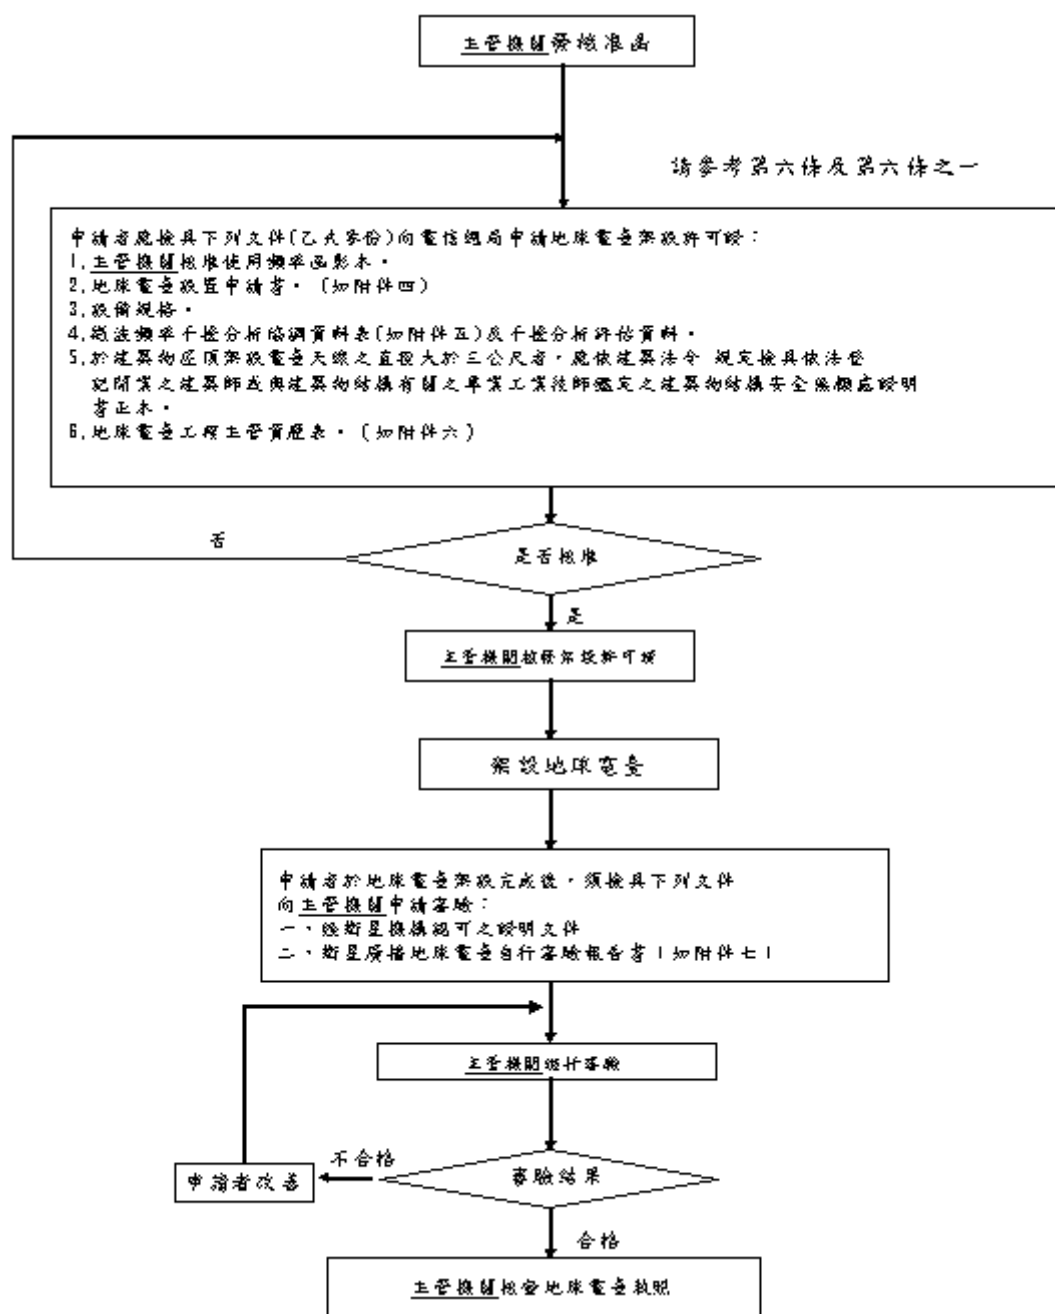 主管機關發核准函
請參考第六條及第六條之一
申請者應檢具下列文件(乙式零份)向電信總局申請地球電臺架設許可證：
1.主管機關核准使用頻率函影本。
2.地球電臺設置申請書。(如附件四)
3.設備規格。
4.微波頻率干擾分析協調資料表(如附件五)及干擾分析評估資料。
5.於建築物屋頂架設電臺天線之直徑大於三公尺者，應依建築法令 規定檢具依法登
記開業之建築師或與建築物結構有關之專業工業技師鑑定之建築物結構安全無顧慮證明
書正本。
6.地球電臺工程主管資歷表。(如附件六)
否
是否核准
是
主管機關核發架設許可證
架設地球電臺
申請者於地球電臺架設完成後，須檢具下列文件
向主管機關申請審驗：
一、經衛星機構認可之證明文件
二、衛星廣播地球電臺自行審驗報告書(如附件七)
主管機關進行審驗
不合格
申請者改善
審驗結果
合格
主管機關核發地球電臺執照